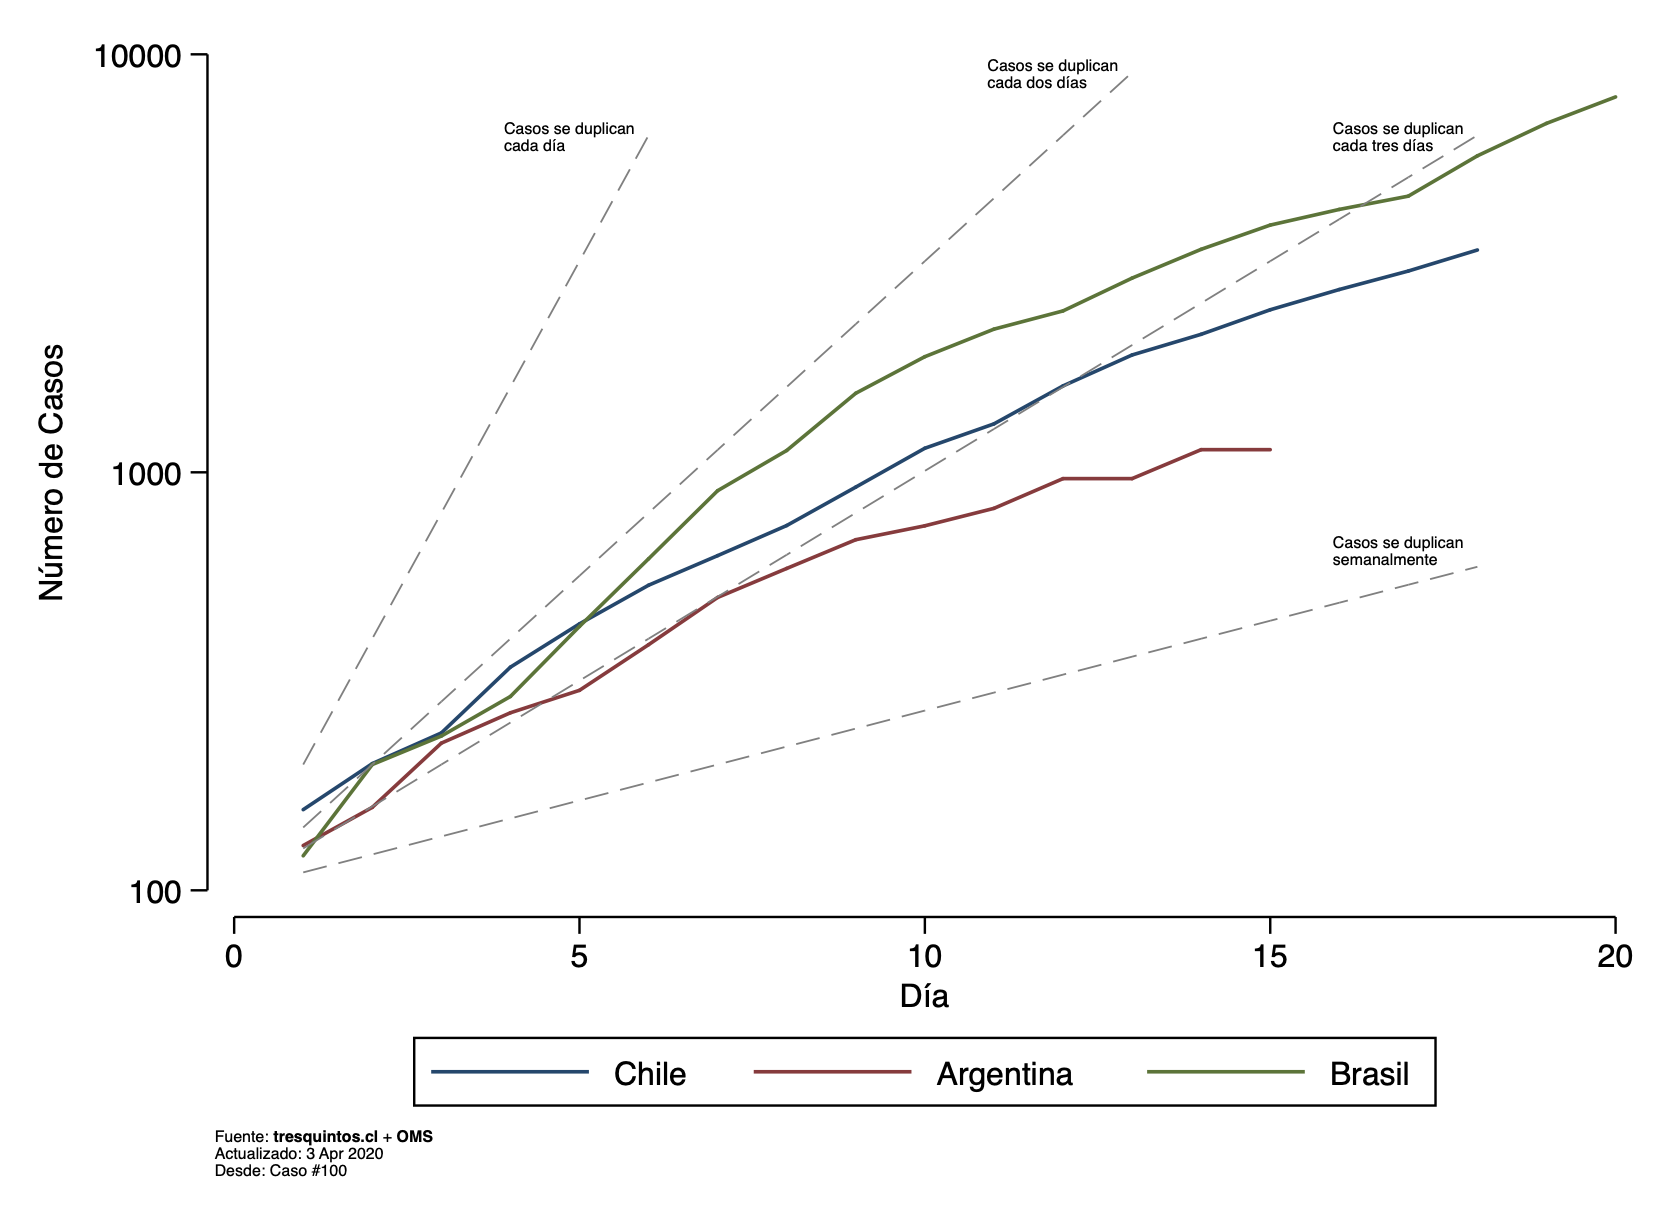 10000
Casos se duplican
cada dos días
Casos se duplican
cada día
Casos se duplican
cada tres días
Número de Casos
1000
Casos se duplican
semanalmente
100
0 5 10 15 20
Día
Chile Argentina Brasil
Fuente: tresquintos.cl + OMS
Actualizado: 3 Apr 2020
Desde: Caso #100